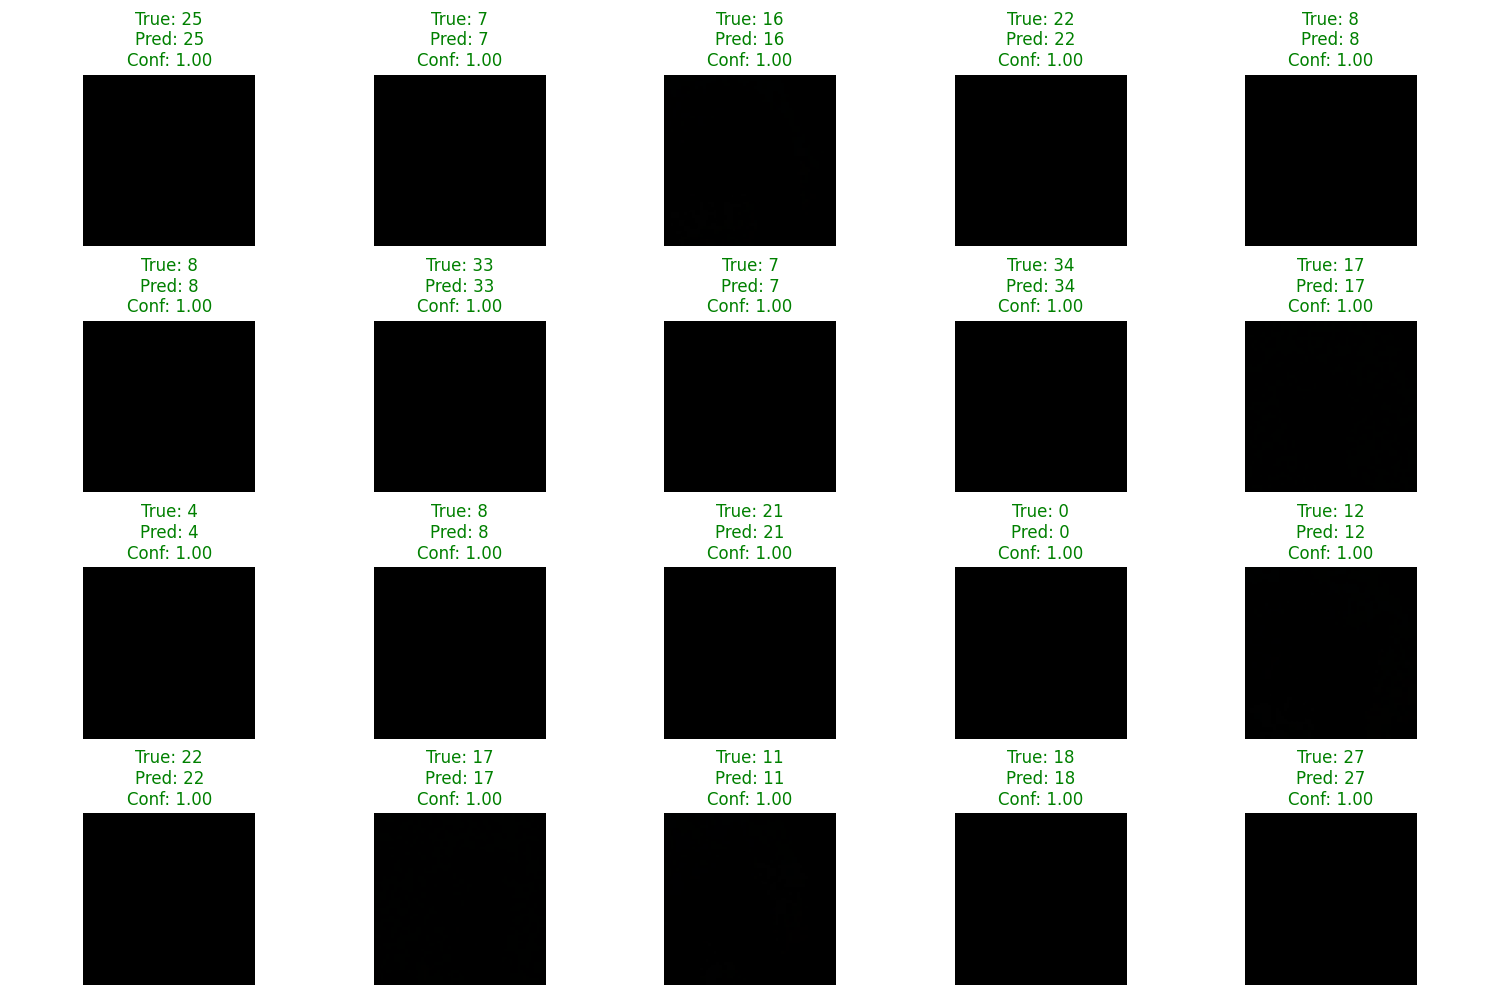 True: 25
Pred: 25
Conf: 1.00
True: 7
Pred: 7
Conf: 1.00
True: 16
Pred: 16
Conf: 1.00
True: 22
Pred: 22
Conf: 1.00
True: 8
Pred: 8
Conf: 1.00
True: 8
Pred: 8
Conf: 1.00
True: 33
Pred: 33
Conf: 1.00
True: 7
Pred: 7
Conf: 1.00
True: 34
Pred: 34
Conf: 1.00
True: 17
Pred: 17
Conf: 1.00
True: 4
Pred: 4
Conf: 1.00
True: 8
Pred: 8
Conf: 1.00
True: 21
Pred: 21
Conf: 1.00
True: 0
Pred: 0
Conf: 1.00
True: 12
Pred: 12
Conf: 1.00
True: 22
Pred: 22
Conf: 1.00
True: 17
Pred: 17
Conf: 1.00
True: 11
Pred: 11
Conf: 1.00
True: 18
Pred: 18
Conf: 1.00
True: 27
Pred: 27
Conf: 1.00